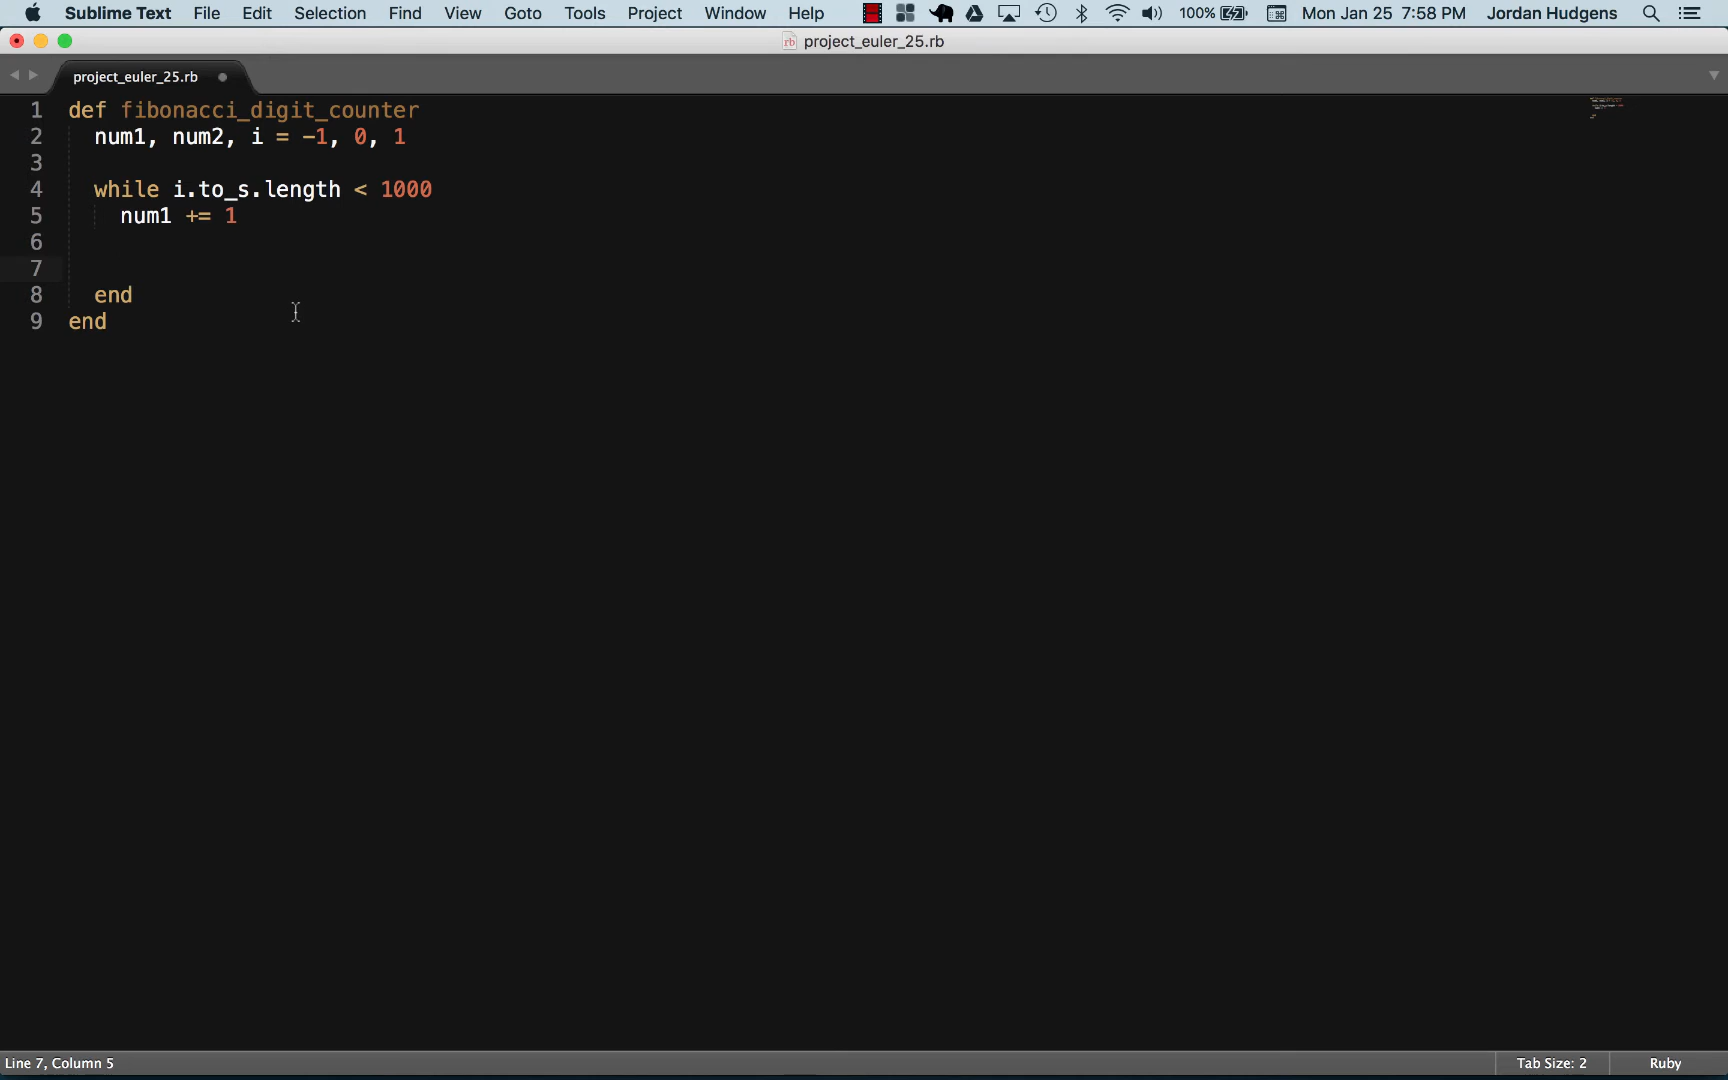 Sublime Text File Edit Selection Find View Goto Tools Project Window Help 100% Mon Jan 25 7:58 PM Jordan Hudgens
rb project_euler_25.rb
project_euler_25.rb
1 def fibonacci_digit_counter
2 num1, num2, i = -1, 0, 1
3
4 while i.to_s.length < 1000
5 num1 += 1
6
7
8 end
9 end
Line 7, Column 5 Tab Size: 2 Ruby